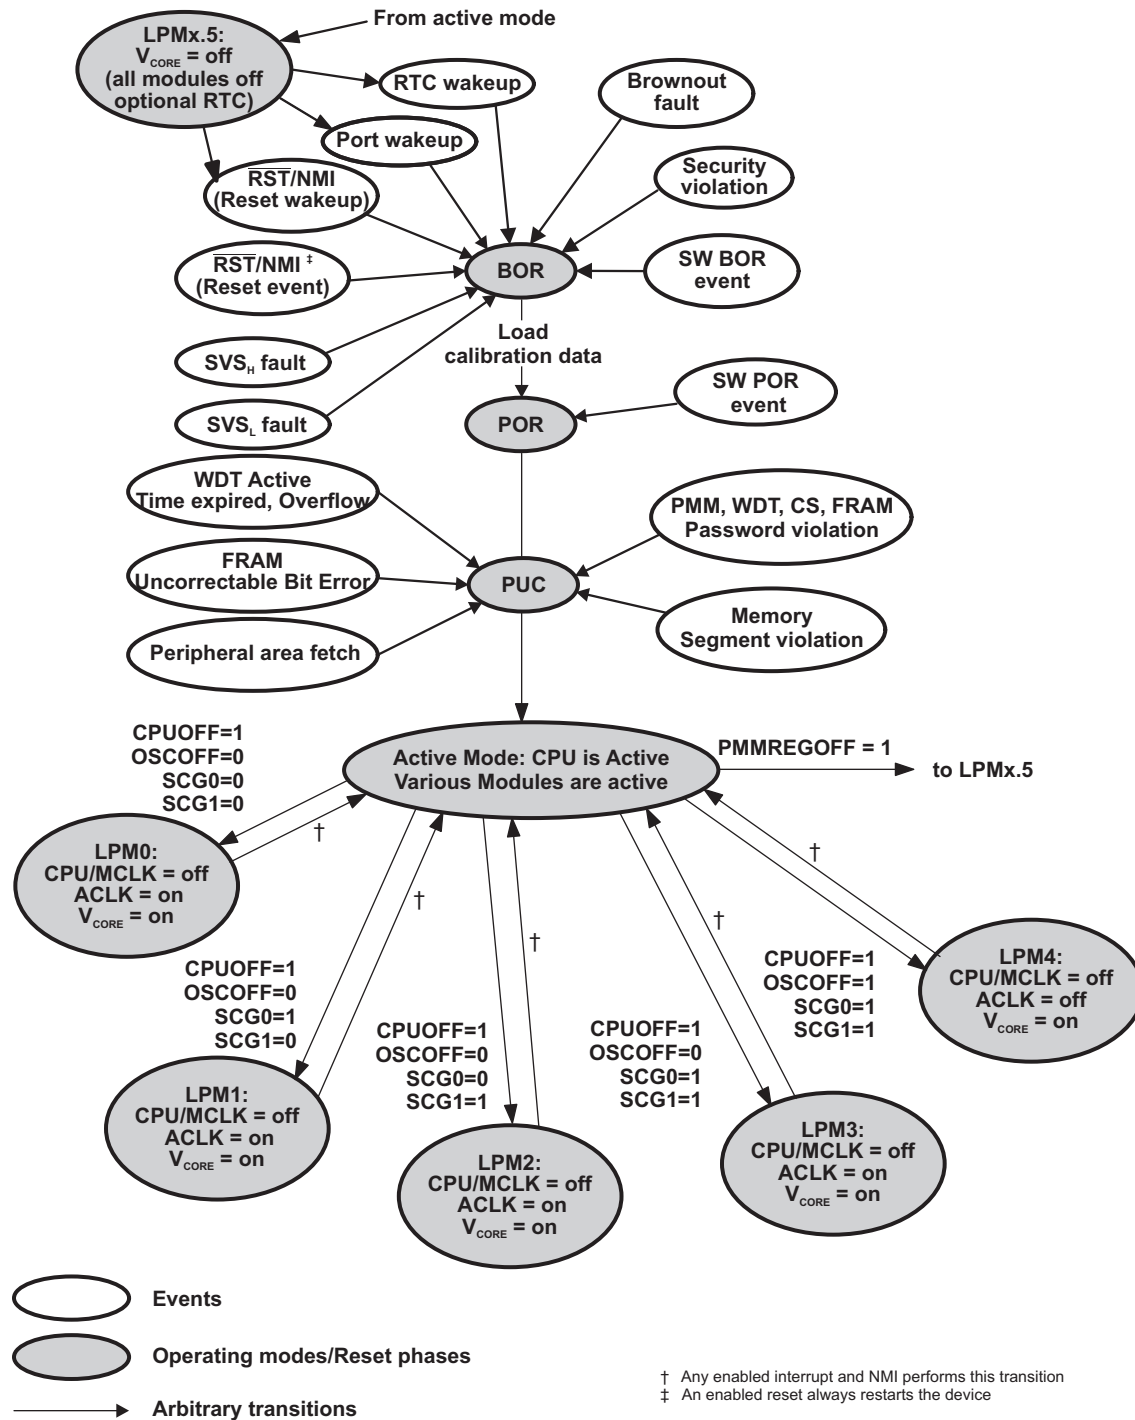 From active mode
LPMx.5:
VCORE = off
(all modules off
optional RTC)
RTC wakeup
Brownout
fault
Port wakeup
Security
violation
RST/NMI
(Reset wakeup)
RST/NMI ‡
(Reset event)
BOR
SW BOR
event
Load
calibration data
SVSH fault
SW POR
event
SVSL fault
POR
WDT Active
Time expired, Overflow
PMM, WDT, CS, FRAM
Password violation
FRAM
Uncorrectable Bit Error
PUC
Memory
Segment violation
Peripheral area fetch
CPUOFF=1
OSCOFF=0
SCG0=0
SCG1=0
Active Mode: CPU is Active
Various Modules are active
PMMREGOFF = 1
to LPMx.5
†
†
†
†
†
LPM0:
CPU/MCLK = off
ACLK = on
VCORE = on
CPUOFF=1
OSCOFF=0
SCG0=1
SCG1=0
CPUOFF=1
OSCOFF=0
SCG0=0
SCG1=1
CPUOFF=1
OSCOFF=0
SCG0=1
SCG1=1
CPUOFF=1
OSCOFF=1
SCG0=1
SCG1=1
LPM4:
CPU/MCLK = off
ACLK = off
VCORE = on
LPM1:
CPU/MCLK = off
ACLK = on
VCORE = on
LPM2:
CPU/MCLK = off
ACLK = on
VCORE = on
LPM3:
CPU/MCLK = off
ACLK = on
VCORE = on
Events
Operating modes/Reset phases
Arbitrary transitions
† Any enabled interrupt and NMI performs this transition
‡ An enabled reset always restarts the device